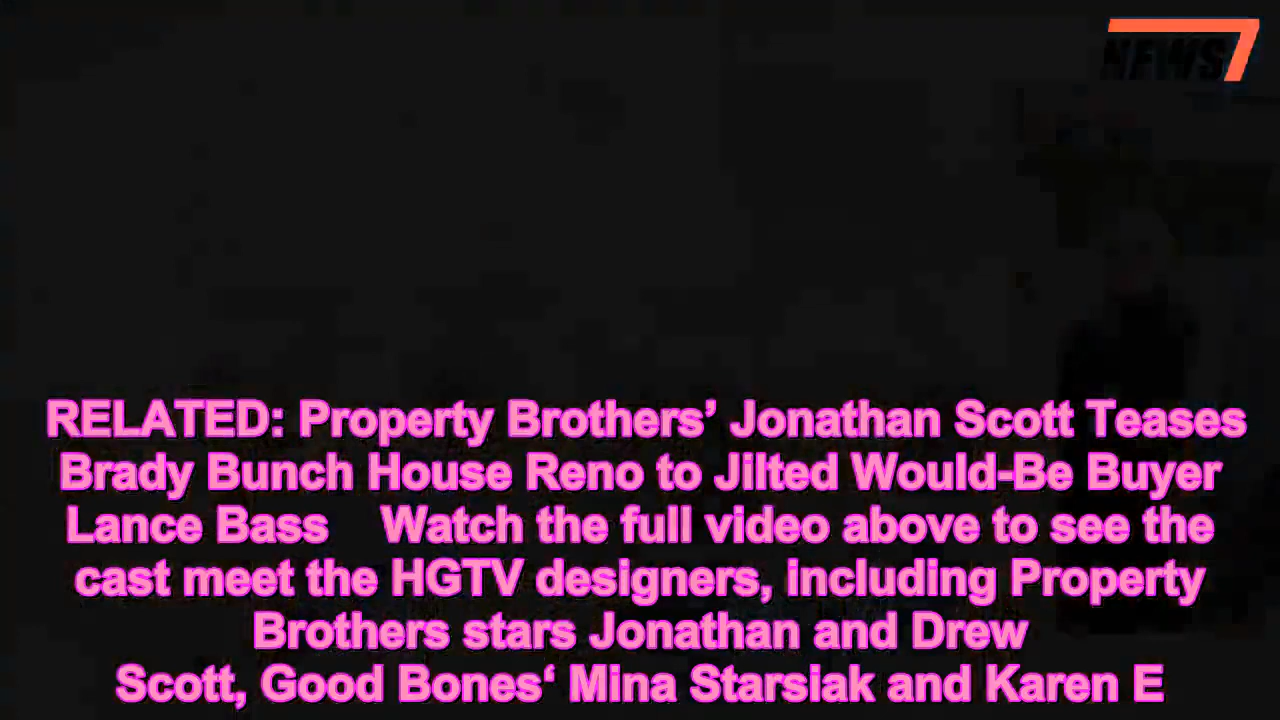 NEWS7
RELATED: Property Brothers’ Jonathan Scott Teases
Brady Bunch House Reno to Jilted Would-Be Buyer
Lance Bass Watch the full video above to see the
cast meet the HGTV designers, including Property
Brothers stars Jonathan and Drew
Scott, Good Bones‘ Mina Starsiak and Karen E